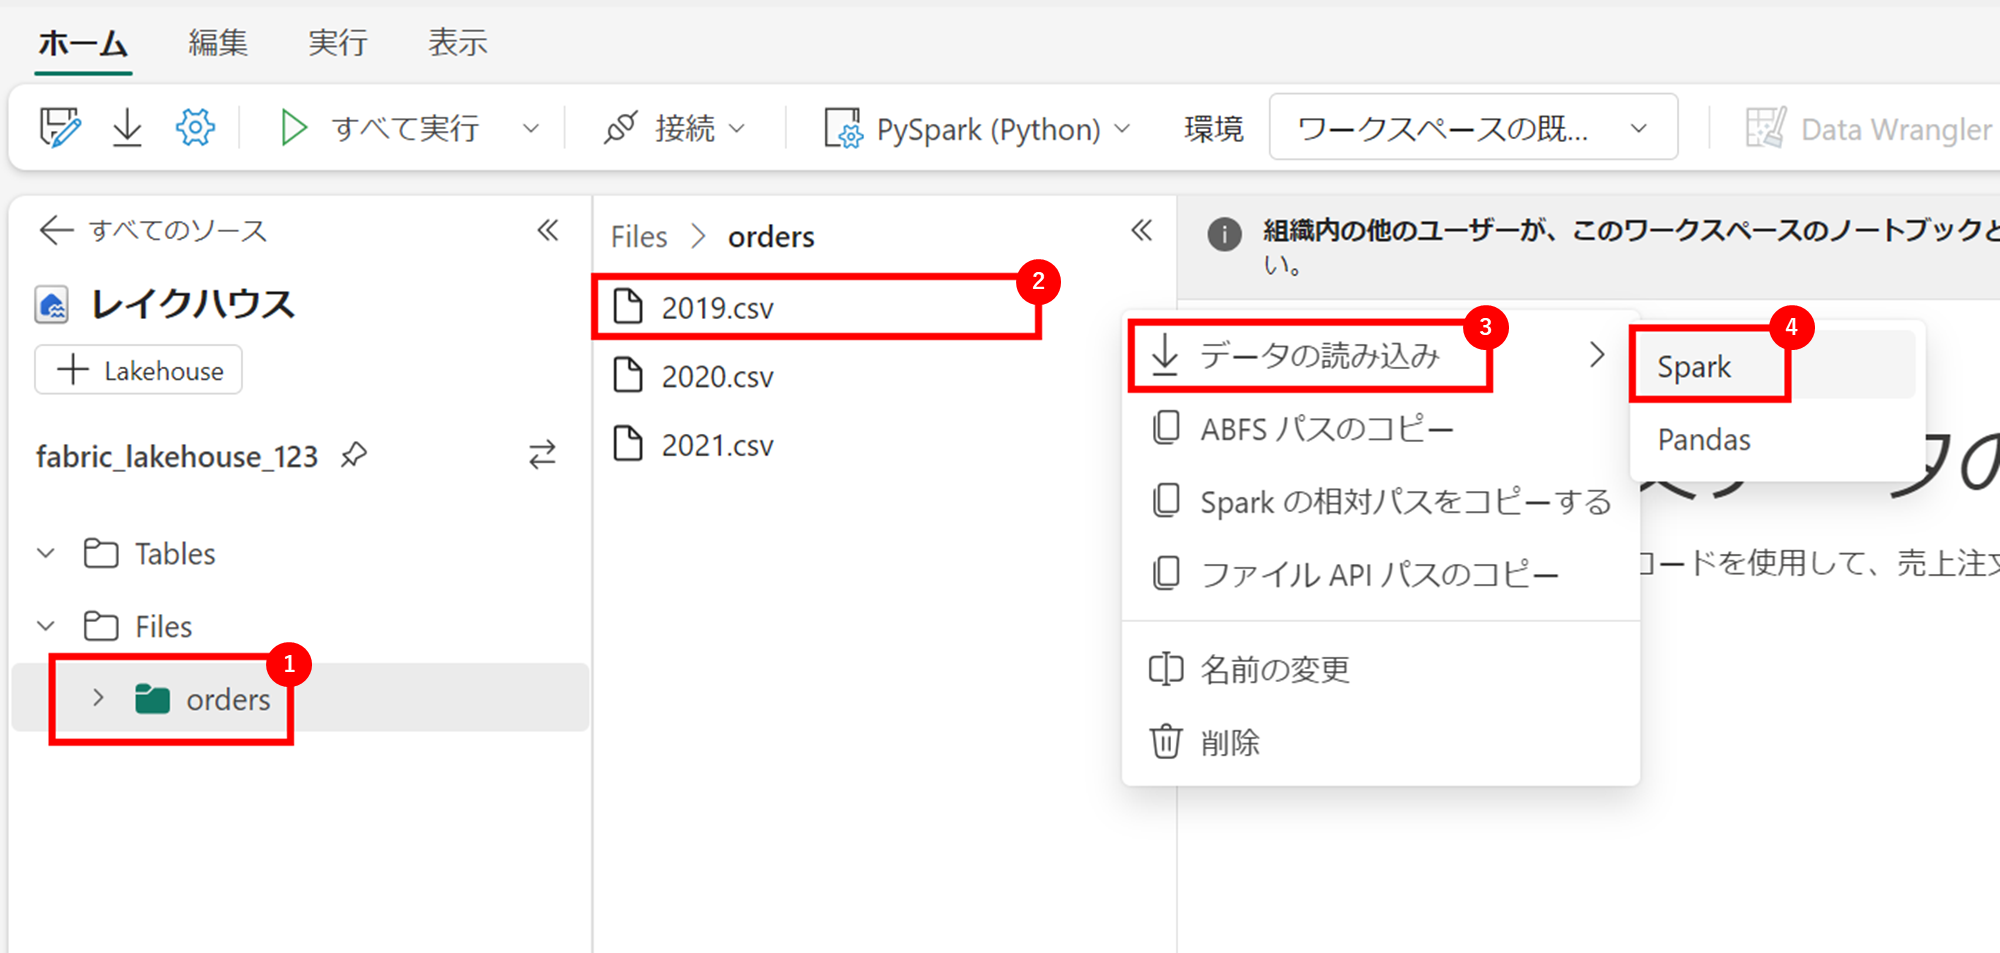 ホーム 編集 実行 表示
すべて実行 接続 PySpark (Python) 環境 ワークスペースの既... Data Wrangler
すべてのソース
レイクハウス
Lakehouse
fabric_lakehouse_123
Tables
Files
1
orders
Files > orders
2
2019.csv
2020.csv
2021.csv
組織内の他のユーザーが、このワークスペースのノートブックと
い。
3
データの読み込み
ABFS パスのコピー
Spark の相対パスをコピーする
ファイル API パスのコピー
名前の変更
削除
4
Spark
Pandas
タの
コードを使用して、売上注文